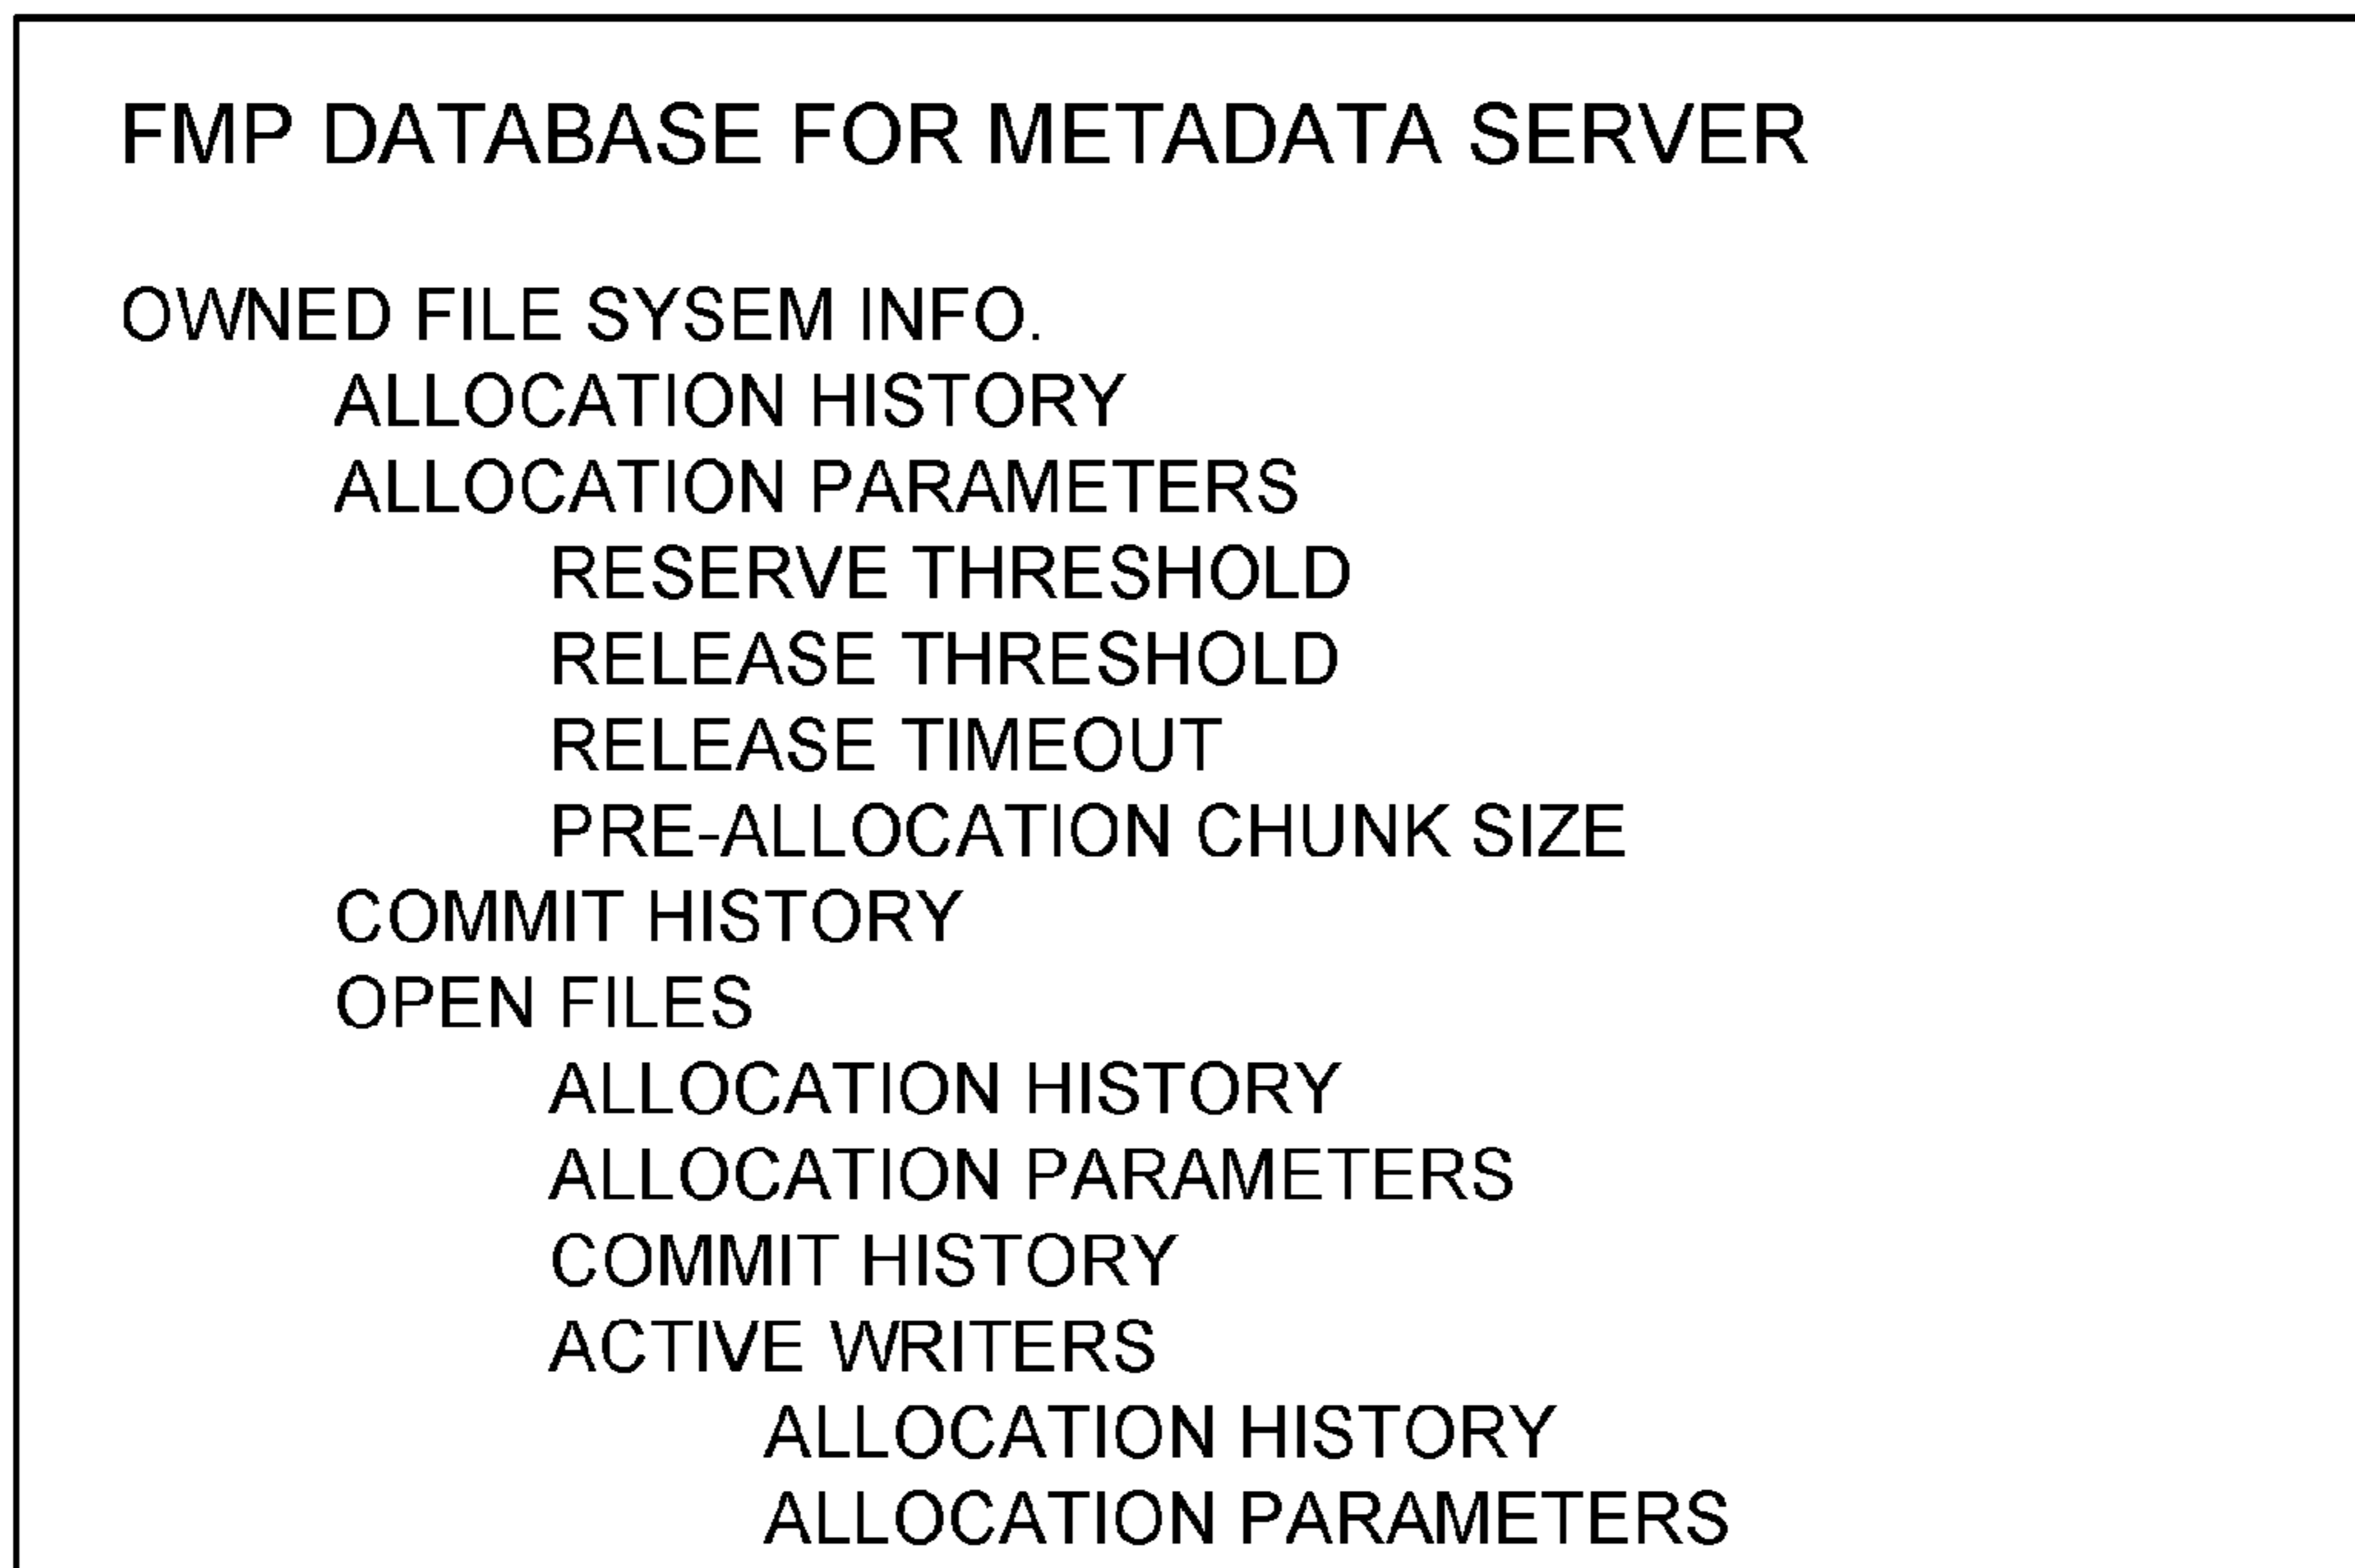 FMP DATABASE FOR METADATA SERVER
OWNED FILE SYSEM INFO.
ALLOCATION HISTORY
ALLOCATION PARAMETERS
RESERVE THRESHOLD
RELEASE THRESHOLD
RELEASE TIMEOUT
PRE-ALLOCATION CHUNK SIZE
COMMIT HISTORY
OPEN FILES
ALLOCATION HISTORY
ALLOCATION PARAMETERS
COMMIT HISTORY
ACTIVE WRITERS
ALLOCATION HISTORY
ALLOCATION PARAMETERS